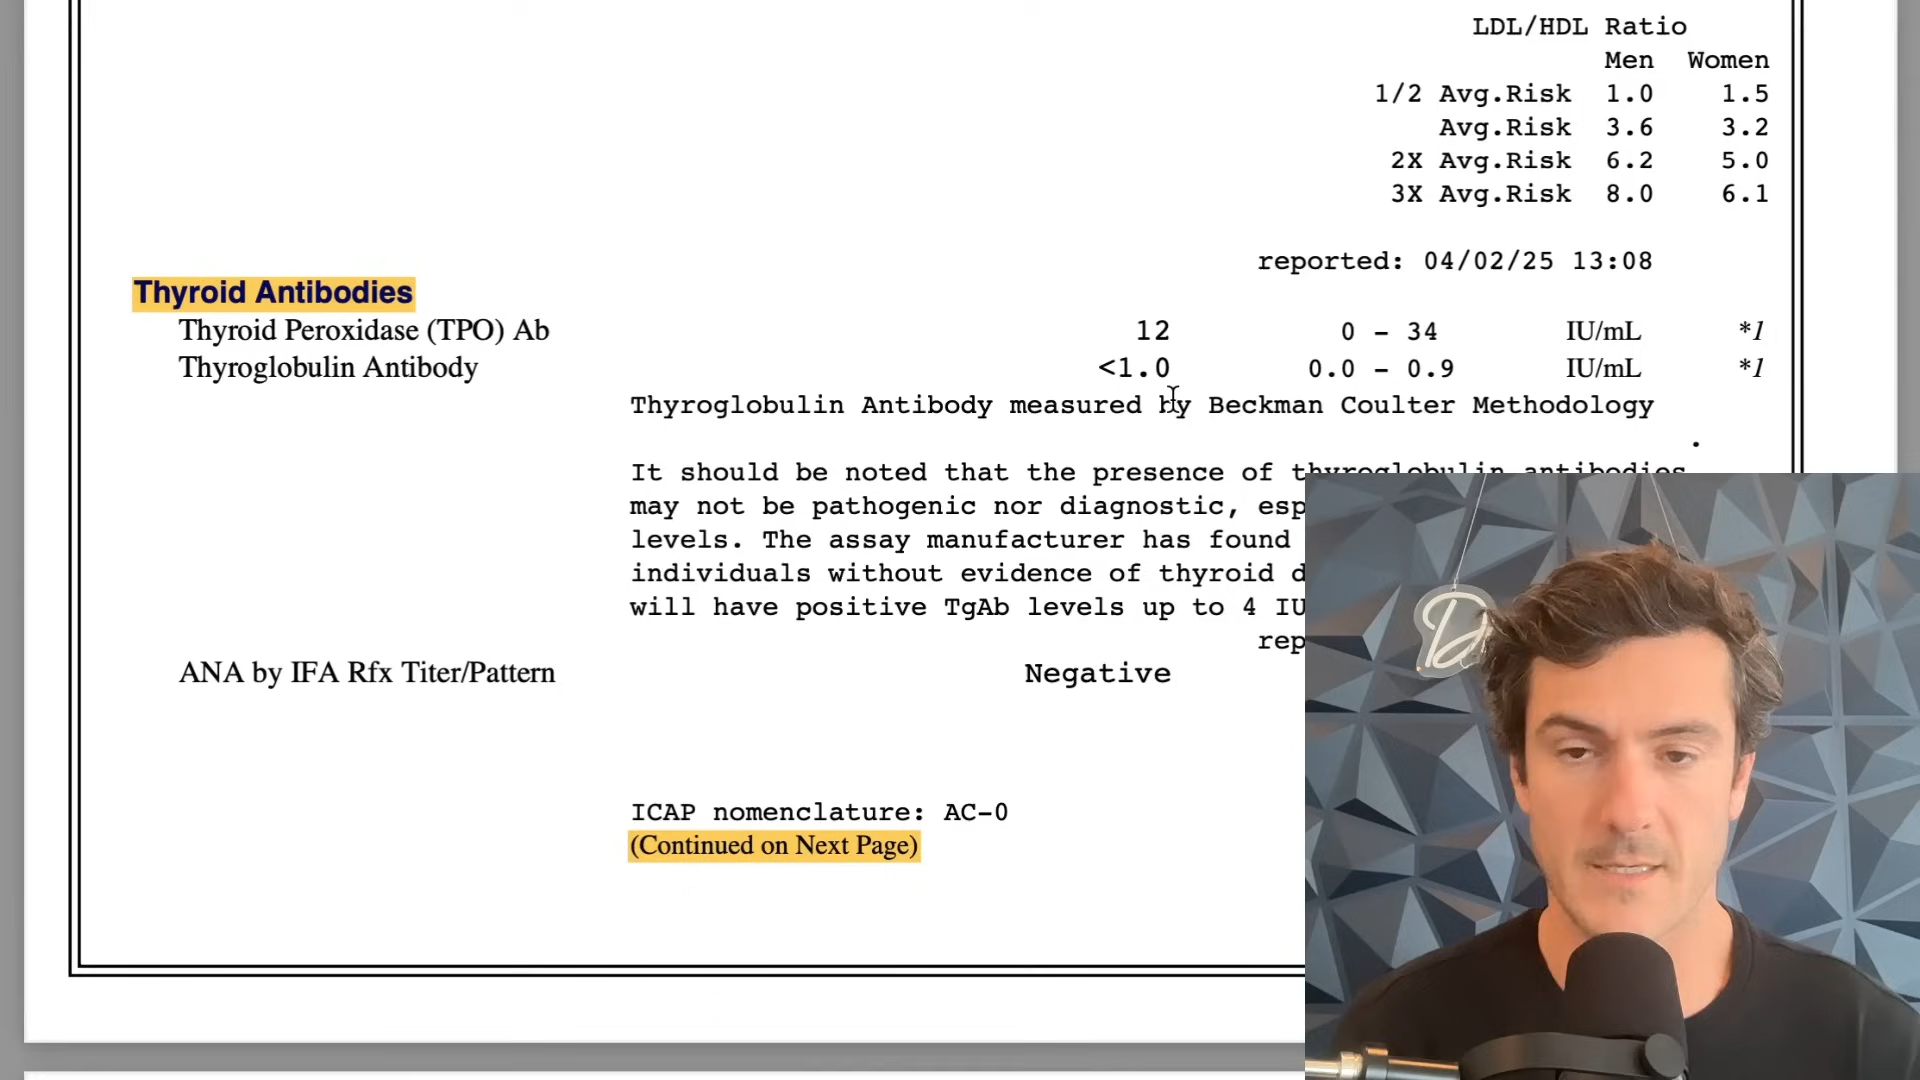 LDL/HDL Ratio
Men Women
1/2 Avg.Risk 1.0 1.5
Avg.Risk 3.6 3.2
2X Avg.Risk 6.2 5.0
3X Avg.Risk 8.0 6.1
reported: 04/02/25 13:08
Thyroid Antibodies
Thyroid Peroxidase (TPO) Ab 12 0 - 34 IU/mL *1
Thyroglobulin Antibody <1.0 0.0 - 0.9 IU/mL *1
Thyroglobulin Antibody measured by Beckman Coulter Methodology
.
It should be noted that the presence of thyroglobulin antibodies
may not be pathogenic nor diagnostic, esp
levels. The assay manufacturer has found
individuals without evidence of thyroid d
will have positive TgAb levels up to 4 IU
rep
ANA by IFA Rfx Titer/Pattern Negative
ICAP nomenclature: AC-0
(Continued on Next Page)